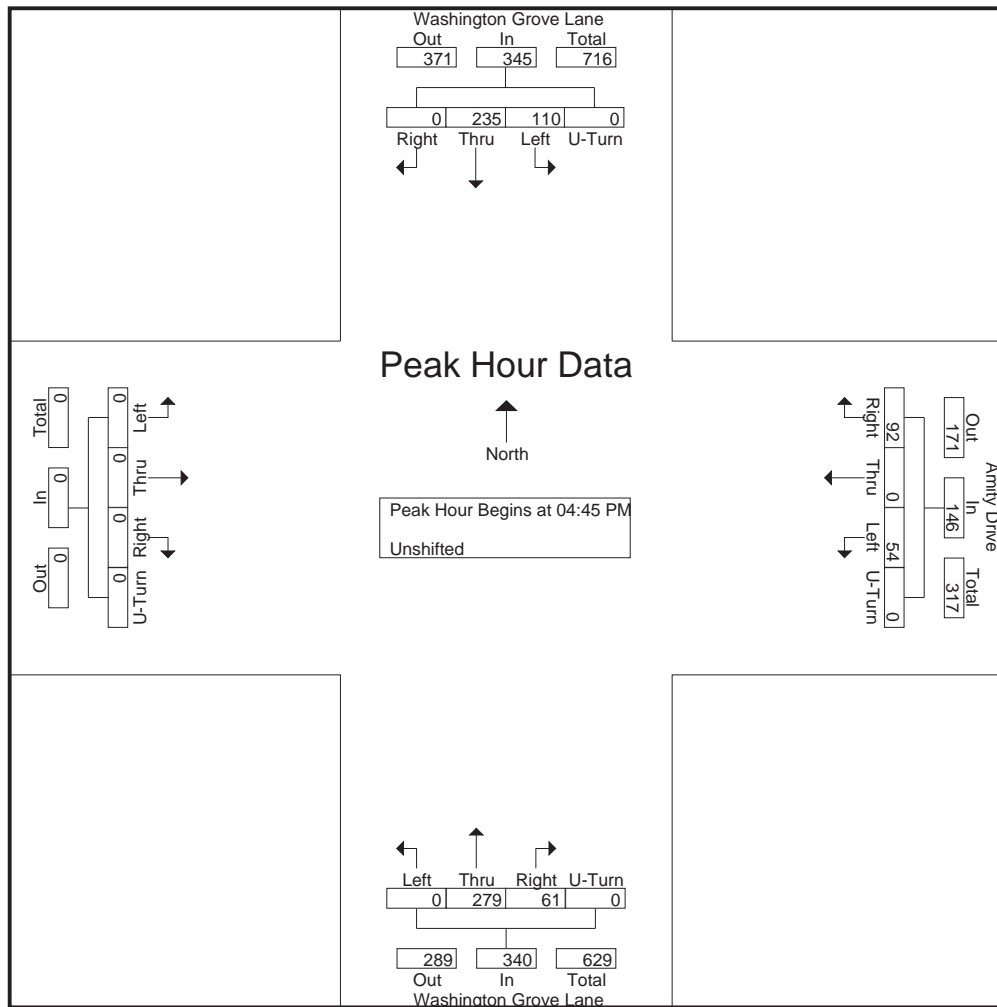 Washington Grove Lane
Out In Total
371 345 716
0 235 110 0
Right Thru Left U-Turn
Peak Hour Data
North
Peak Hour Begins at 04:45 PM
Unshifted
Total In Out
0 0 0
0 0 0 0
Left Thru Right U-Turn
Amity Drive
Out In Total
171 146 317
92 0 54 0
Right Thru Left U-Turn
Left Thru Right U-Turn
0 279 61 0
289 340 629
Out In Total
Washington Grove Lane